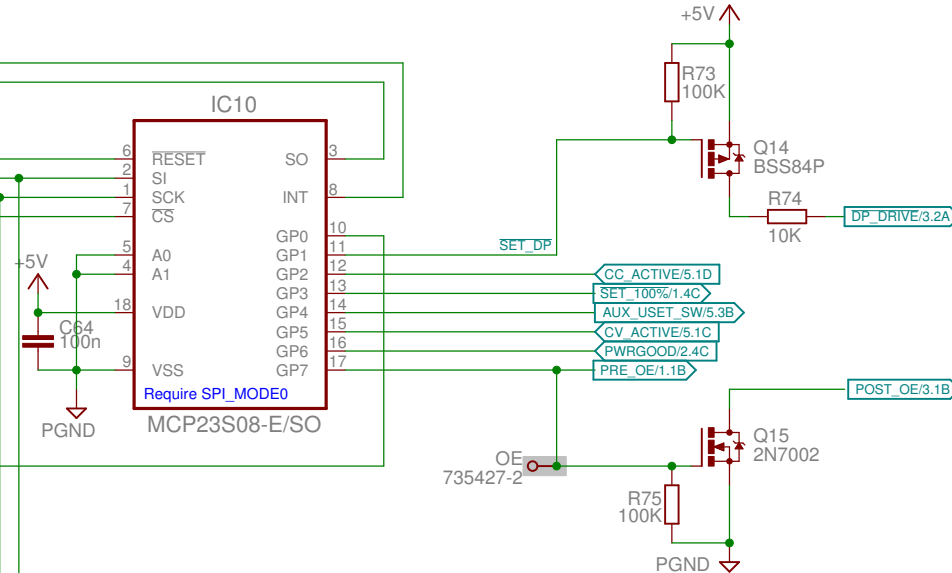 +5V
R73
100K
Q14
BSS84P
R74
10K
DP_DRIVE/3.2A
IC10
6 RESET SO 3
2 SI
1 SCK INT 8
7 CS
GP0 10
5 A0 GP1 11
SET_DP
4 A1 GP2 12
CC_ACTIVE/5.1D
GP3 13
SET_100%/1.4C
18 VDD GP4 14
AUX_USET_SW/5.3B
GP5 15
CV_ACTIVE/5.1C
GP6 16
PWRGOOD/2.4C
9 VSS GP7 17
PRE_OE/1.1B
+5V
C64
100n
PGND
Require SPI_MODE0
MCP23S08-E/SO
POST_OE/3.1B
Q15
2N7002
OE
735427-2
R75
100K
PGND